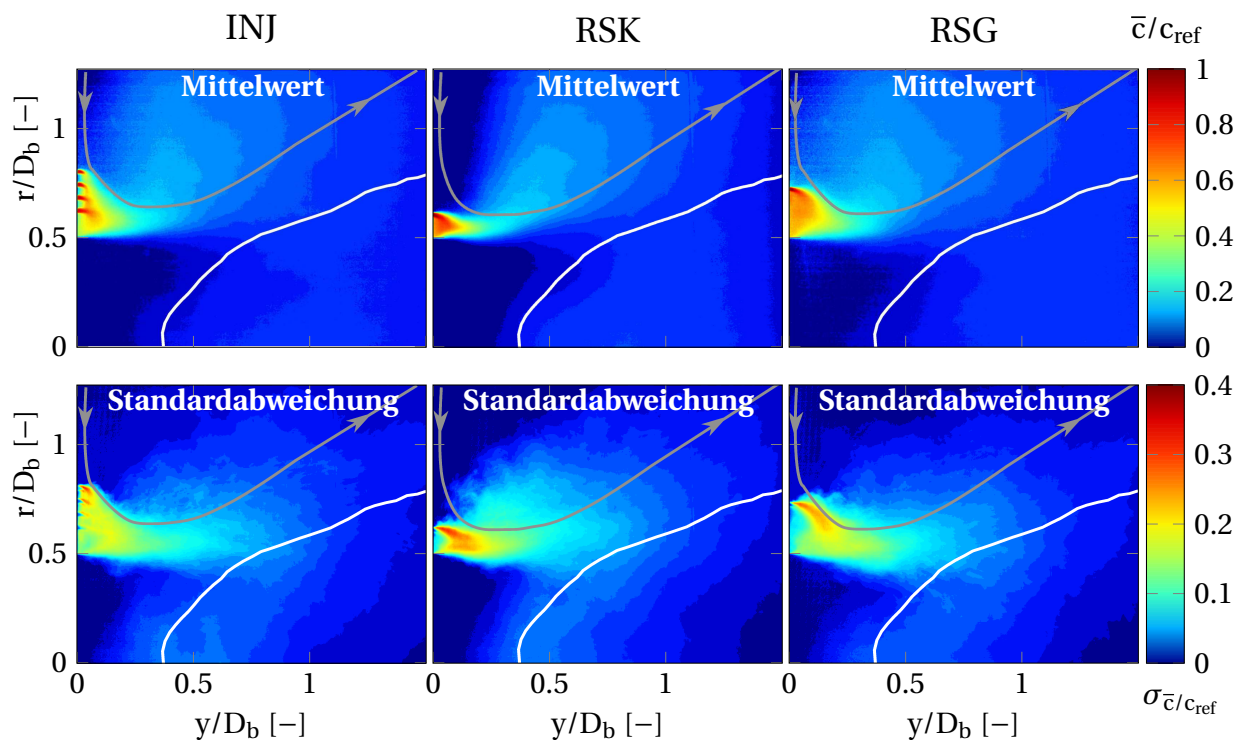 INJ RSK RSG c̅/c_ref
Mittelwert Mittelwert Mittelwert
1
0.8
0.6
0.4
0.2
0
r/D_b [−]
1
0.5
0
Standardabweichung Standardabweichung Standardabweichung
0.4
0.3
0.2
0.1
0
r/D_b [−]
1
0.5
0
0 0.5 1 0 0.5 1 0 0.5 1
y/D_b [−] y/D_b [−] y/D_b [−]
σ_c̅/c_ref